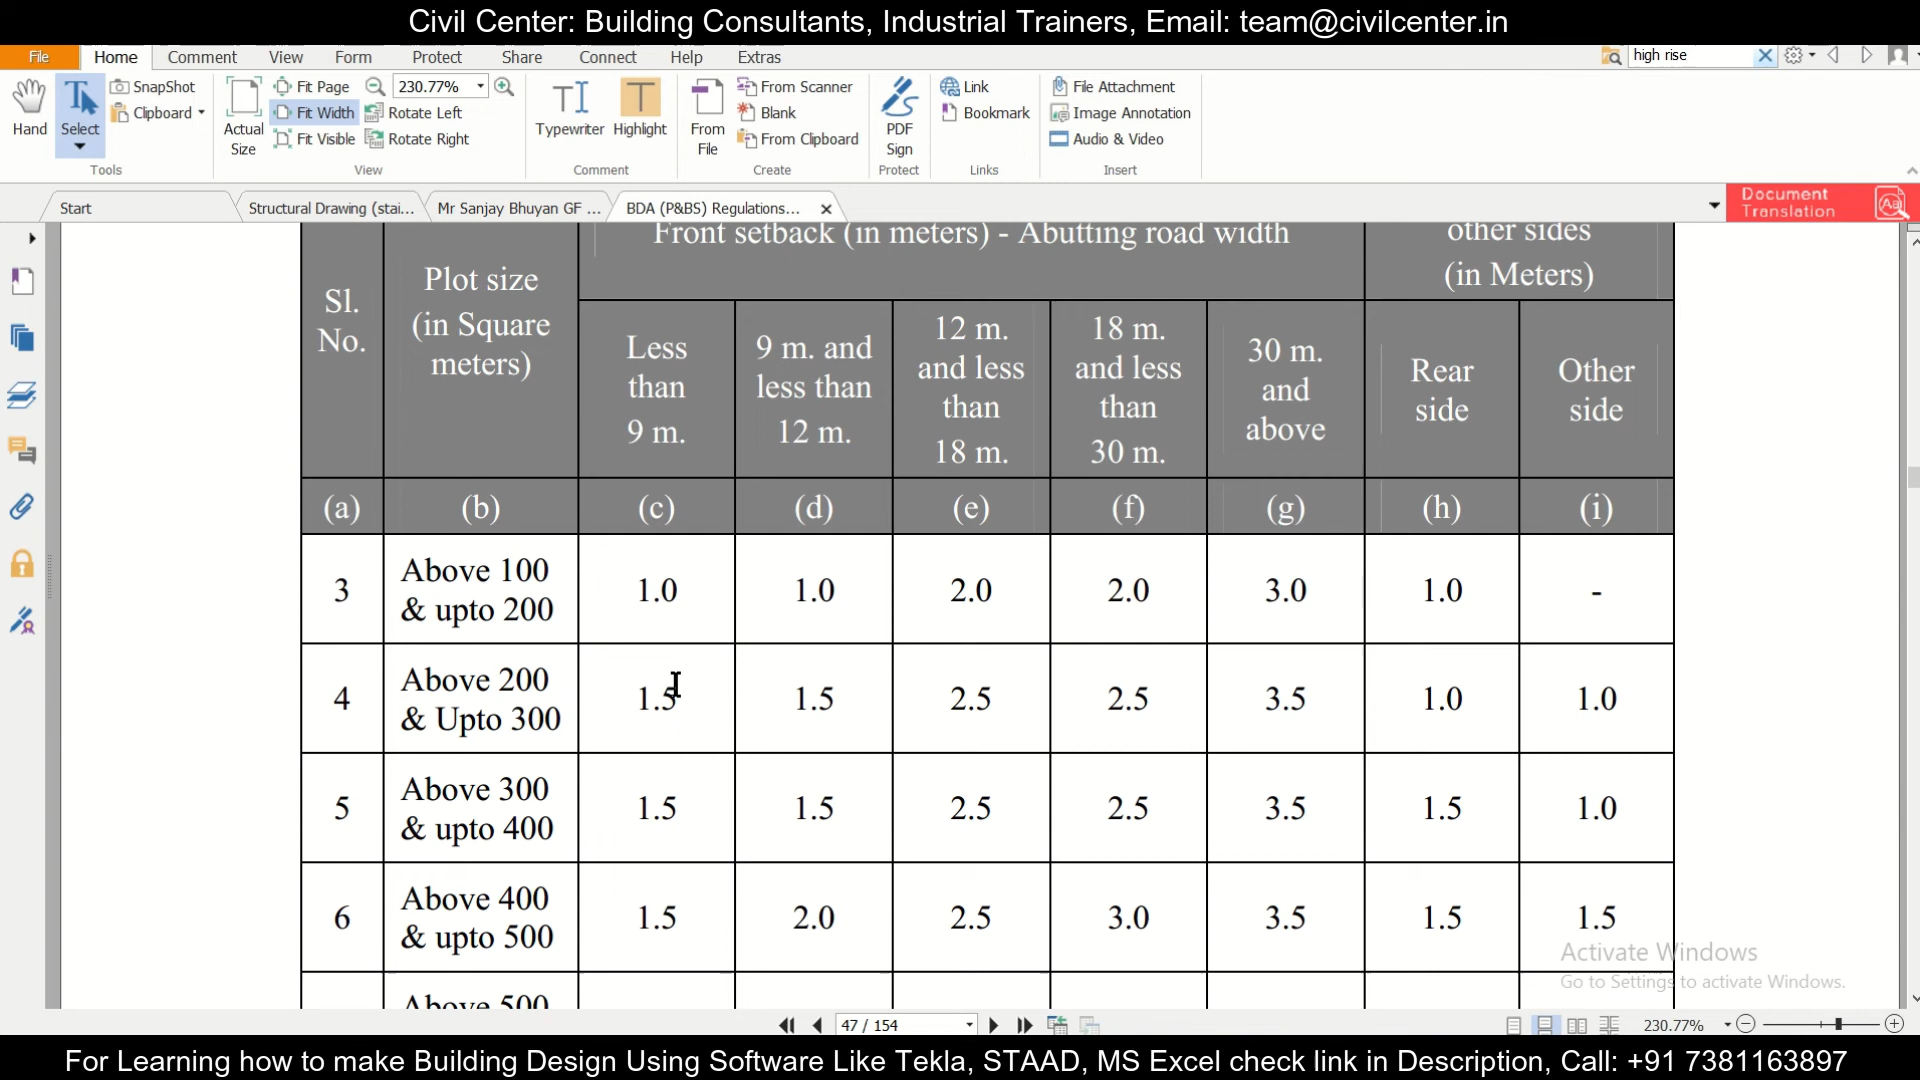 Civil Center: Building Consultants, Industrial Trainers, Email: team@civilcenter.in
File Home Comment View Form Protect Share Connect Help Extras high rise
Hand
Select
SnapShot
Clipboard
Tools
Actual Size
Fit Page
Fit Width
Fit Visible
230.77%
Rotate Left
Rotate Right
View
Typewriter
Highlight
Comment
From File
From Scanner
Blank
From Clipboard
Create
PDF Sign
Protect
Link
Bookmark
Links
File Attachment
Image Annotation
Audio & Video
Insert
Start Structural Drawing (stai... Mr Sanjay Bhuyan GF ... BDA (P&BS) Regulations...
Document Translation
Sl. No.
Plot size (in Square meters)
Front setback (in meters) - Abutting road width
other sides (in Meters)
Less than 9 m.
9 m. and less than 12 m.
12 m. and less than 18 m.
18 m. and less than 30 m.
30 m. and above
Rear side
Other side
(a) (b) (c) (d) (e) (f) (g) (h) (i)
3 Above 100 & upto 200 1.0 1.0 2.0 2.0 3.0 1.0 -
4 Above 200 & Upto 300 1.5 1.5 2.5 2.5 3.5 1.0 1.0
5 Above 300 & upto 400 1.5 1.5 2.5 2.5 3.5 1.5 1.0
6 Above 400 & upto 500 1.5 2.0 2.5 3.0 3.5 1.5 1.5
Above 500
Activate Windows
Go to Settings to activate Windows.
47 / 154 230.77%
For Learning how to make Building Design Using Software Like Tekla, STAAD, MS Excel check link in Description, Call: +91 7381163897